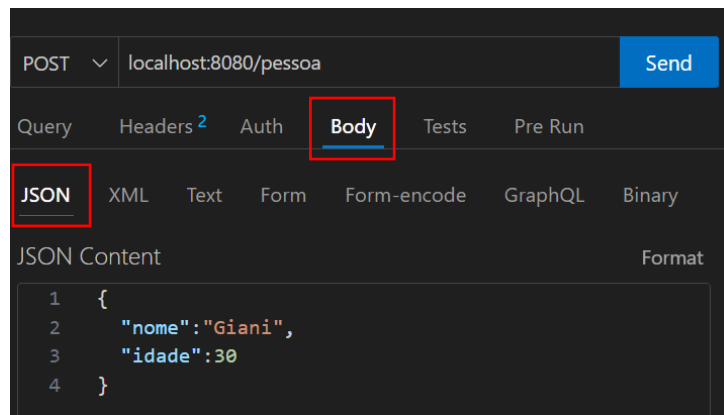 POST localhost:8080/pessoa Send
Query Headers 2 Auth Body Tests Pre Run
JSON XML Text Form Form-encode GraphQL Binary
JSON Content Format
1 {
2 "nome":"Giani",
3 "idade":30
4 }